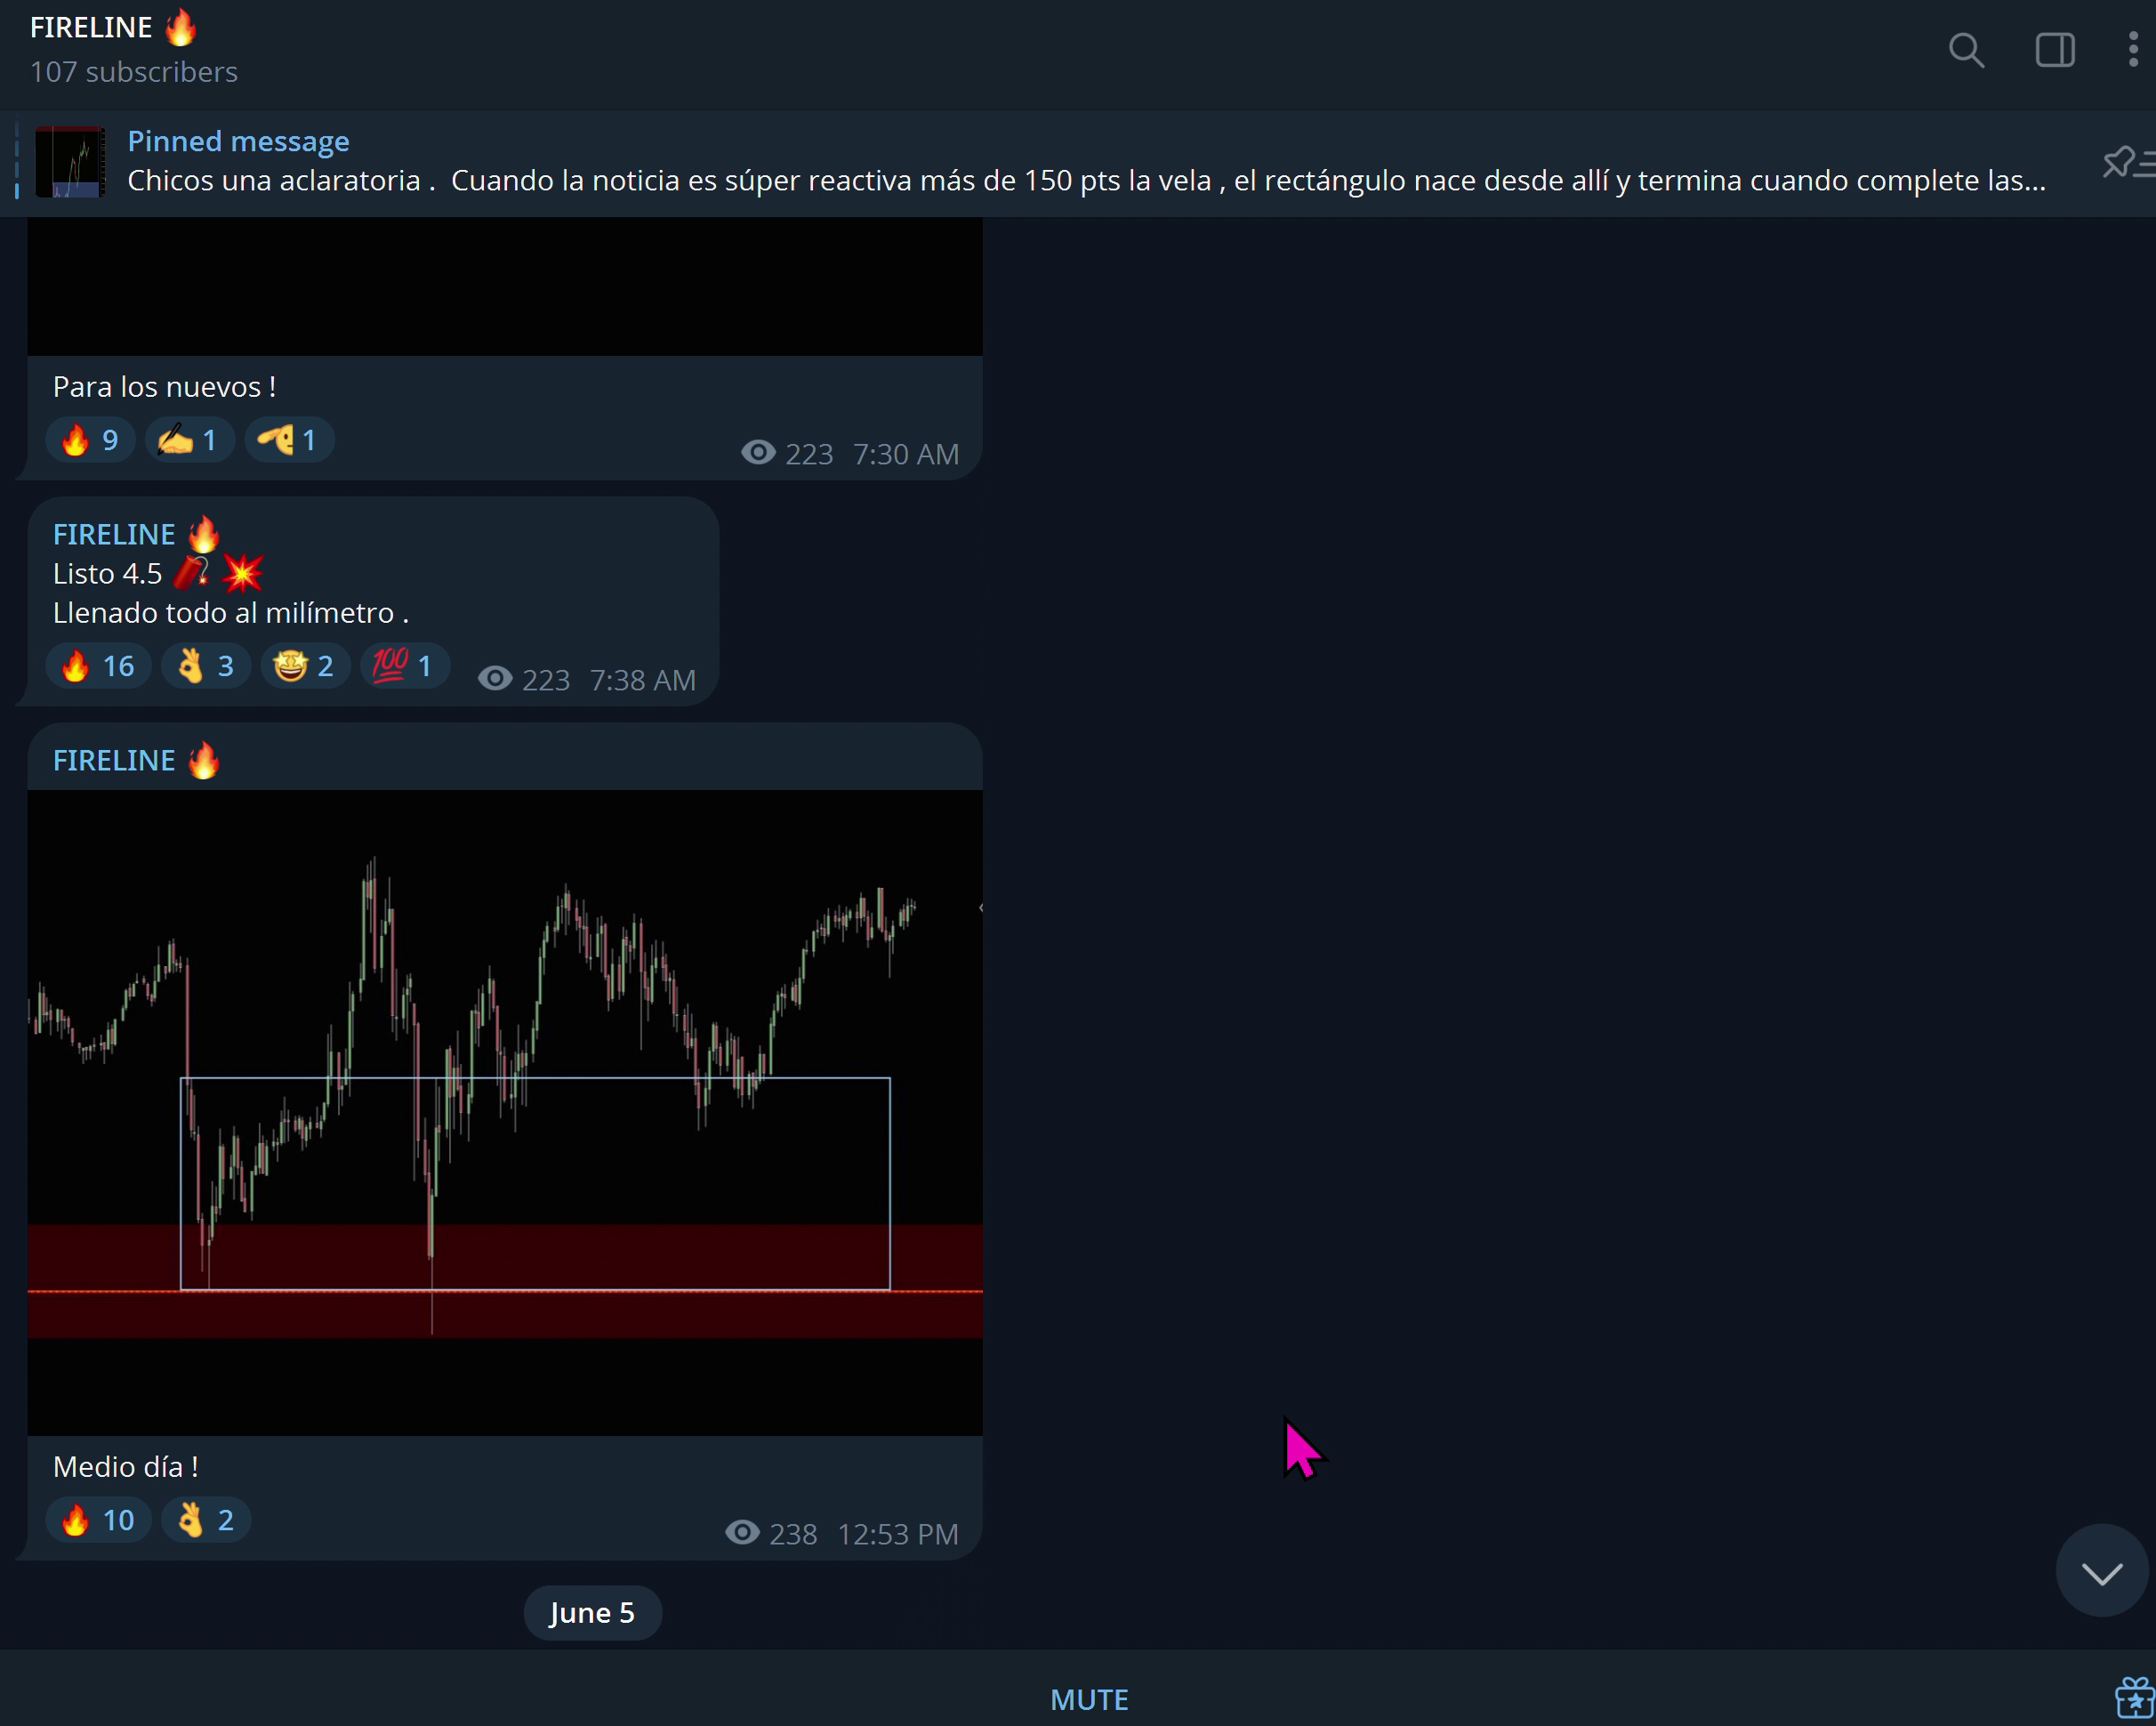 FIRELINE 🔥
107 subscribers
Pinned message
Chicos una aclaratoria .  Cuando la noticia es súper reactiva más de 150 pts la vela , el rectángulo nace desde allí y termina cuando complete las...
Para los nuevos !
🔥 9 ✍️ 1 🫡 1
223 7:30 AM
FIRELINE 🔥
Listo 4.5 🧨 💥
Llenado todo al milímetro .
🔥 16 👌 3 🤩 2 💯 1 223 7:38 AM
FIRELINE 🔥
Medio día !
🔥 10 👌 2
238 12:53 PM
June 5
MUTE